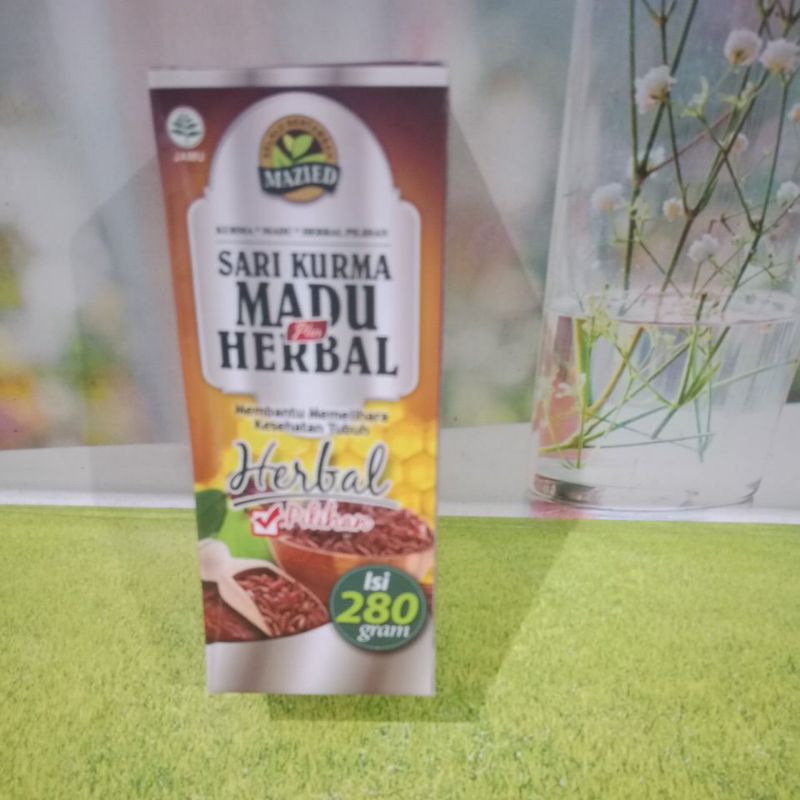 JAMU
MAZIED
KURMA * MADU * HERBAL PILIHAN
SARI KURMA
MADU
Plus
HERBAL
Membantu Memelihara
Kesehatan Tubuh
Herbal
Pilihan
Isi
280
gram